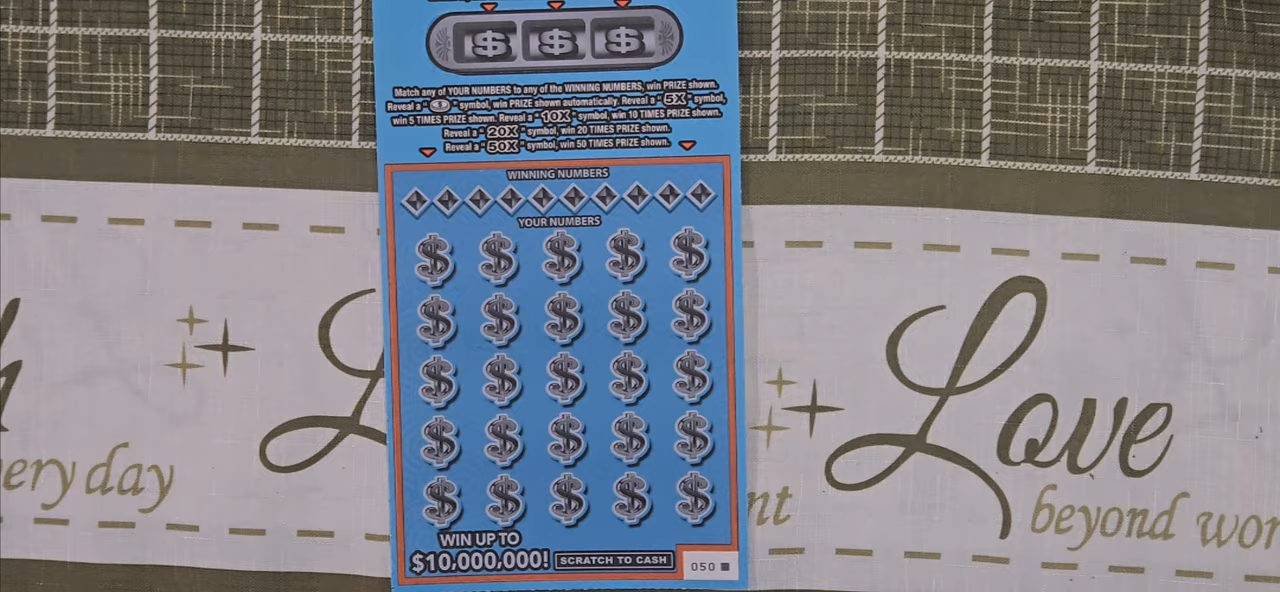 $ $ $
Match any of YOUR NUMBERS to any of the WINNING NUMBERS, win PRIZE shown.
Reveal a "$" symbol, win PRIZE shown automatically. Reveal a "5X" symbol,
win 5 TIMES PRIZE shown. Reveal a "10X" symbol, win 10 TIMES PRIZE shown.
Reveal a "20X" symbol, win 20 TIMES PRIZE shown.
Reveal a "50X" symbol, win 50 TIMES PRIZE shown.
WINNING NUMBERS
YOUR NUMBERS
$ $ $ $ $
$ $ $ $ $
$ $ $ $ $
$ $ $ $ $
$ $ $ $ $
WIN UP TO
$10,000,000! SCRATCH TO CASH
050
day
Love
beyond